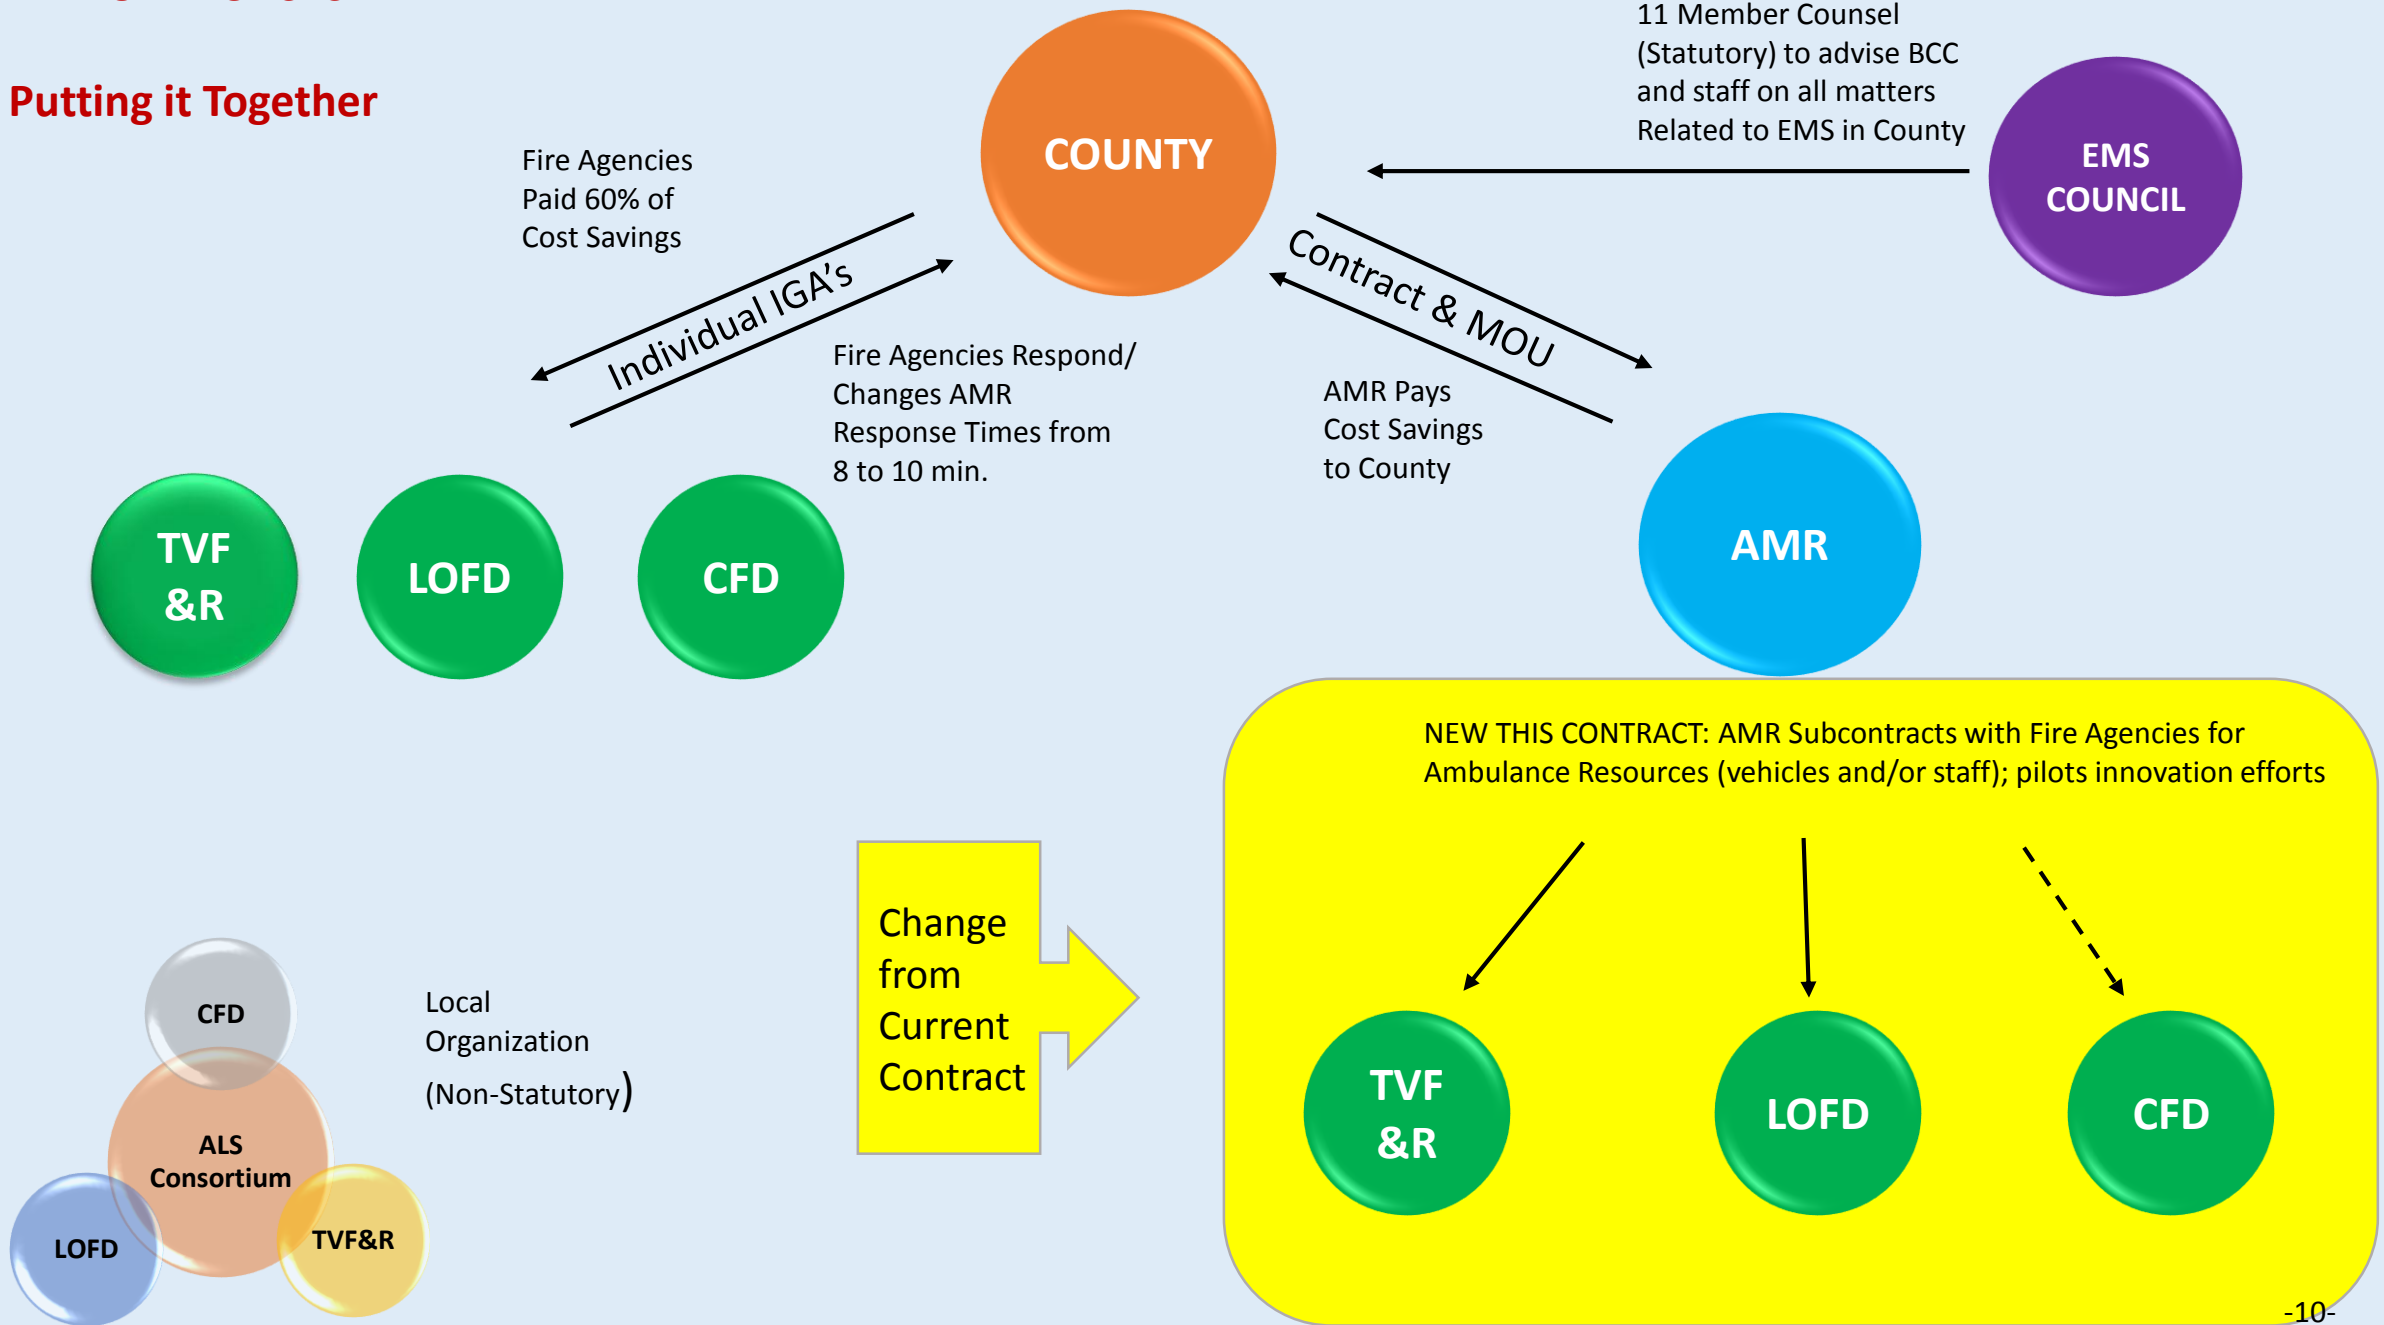 Putting it Together
11 Member Counsel
(Statutory) to advise BCC
and staff on all matters
Related to EMS in County
COUNTY
EMS
COUNCIL
Fire Agencies
Paid 60% of
Cost Savings
Individual IGA's
Contract & MOU
Fire Agencies Respond/
Changes AMR
Response Times from
8 to 10 min.
AMR Pays
Cost Savings
to County
TVF
&R
LOFD
CFD
AMR
NEW THIS CONTRACT: AMR Subcontracts with Fire Agencies for
Ambulance Resources (vehicles and/or staff); pilots innovation efforts
Change
from
Current
Contract
CFD
ALS
Consortium
LOFD
TVF&R
Local
Organization
(Non-Statutory)
TVF
&R
LOFD
CFD
-10-